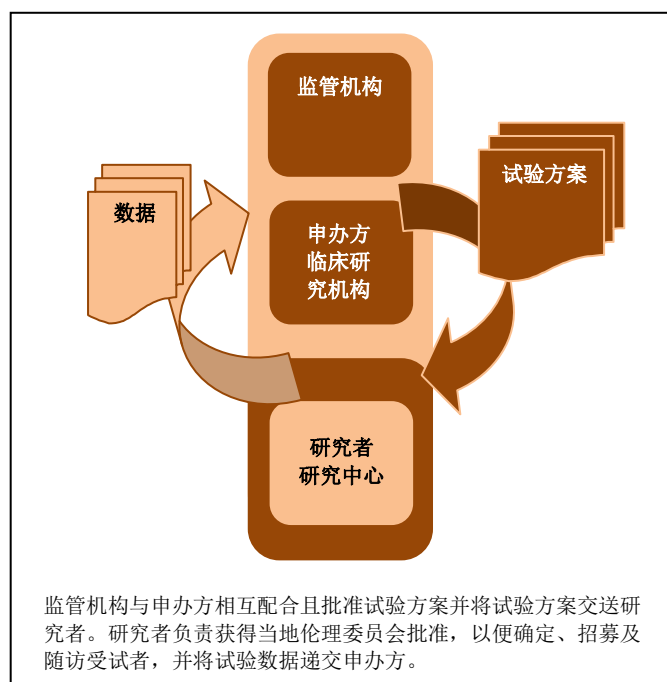 监管机构
试验方案
数据
申办方
临床研
究机构
研究者
研究中心
监管机构与申办方相互配合且批准试验方案并将试验方案交送研
究者。研究者负责获得当地伦理委员会批准，以便确定、招募及
随访受试者，并将试验数据递交申办方。